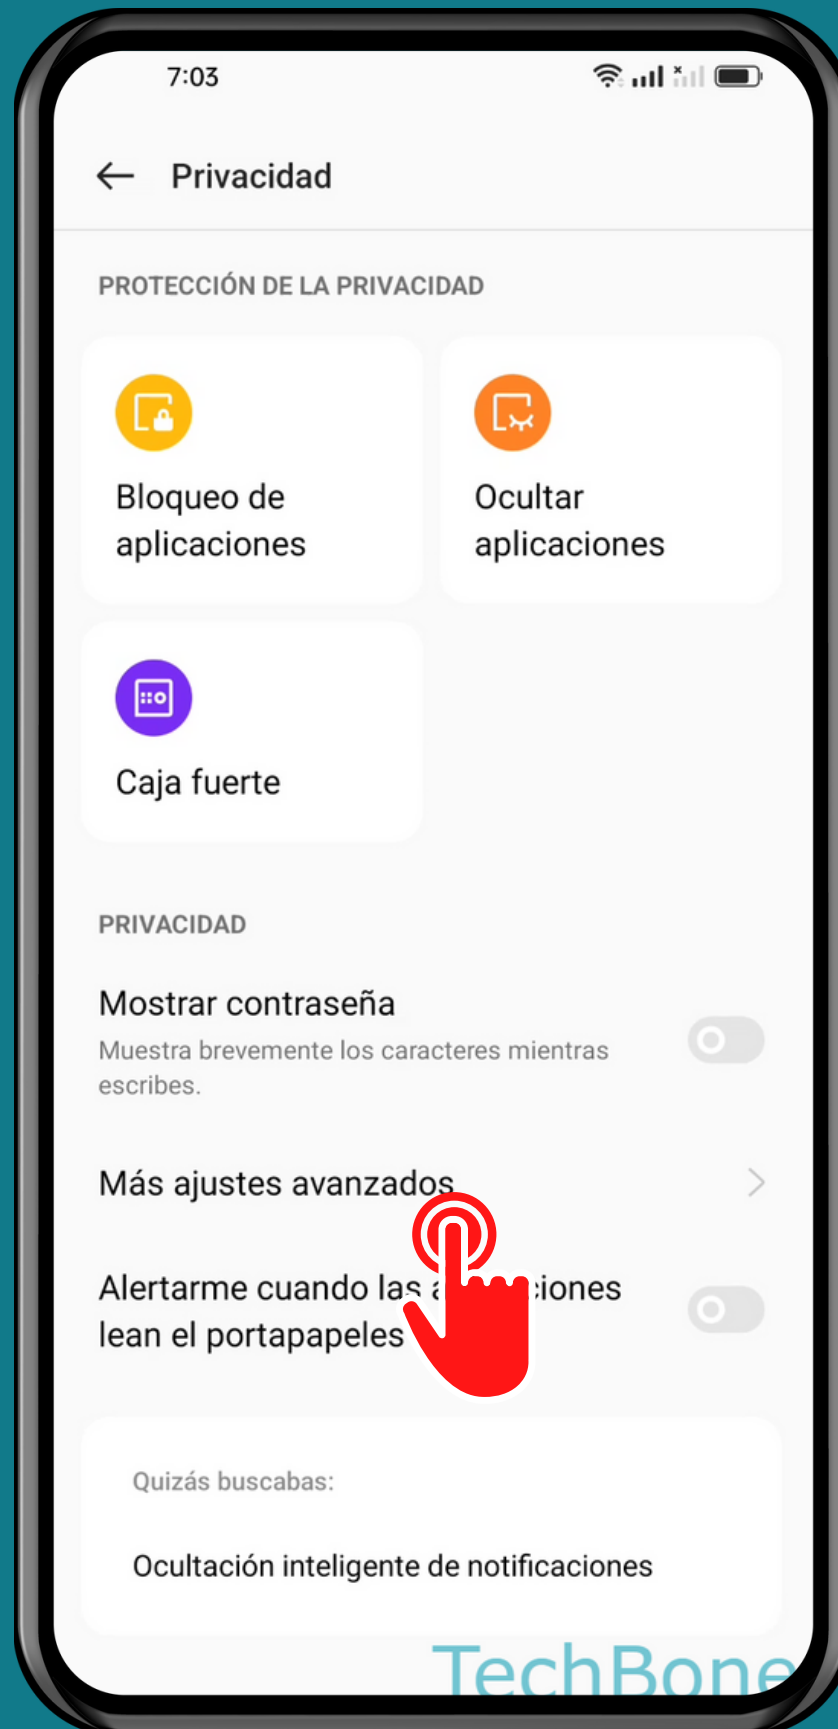 7:03
Privacidad
PROTECCIÓN DE LA PRIVACIDAD
Bloqueo de
aplicaciones
Ocultar
aplicaciones
Caja fuerte
PRIVACIDAD
Mostrar contraseña
Muestra brevemente los caracteres mientras
escribes.
Más ajustes avanzados
Alertarme cuando las
lean el portapapeles
Quizás buscabas:
Ocultación inteligente de notificaciones
TechBone